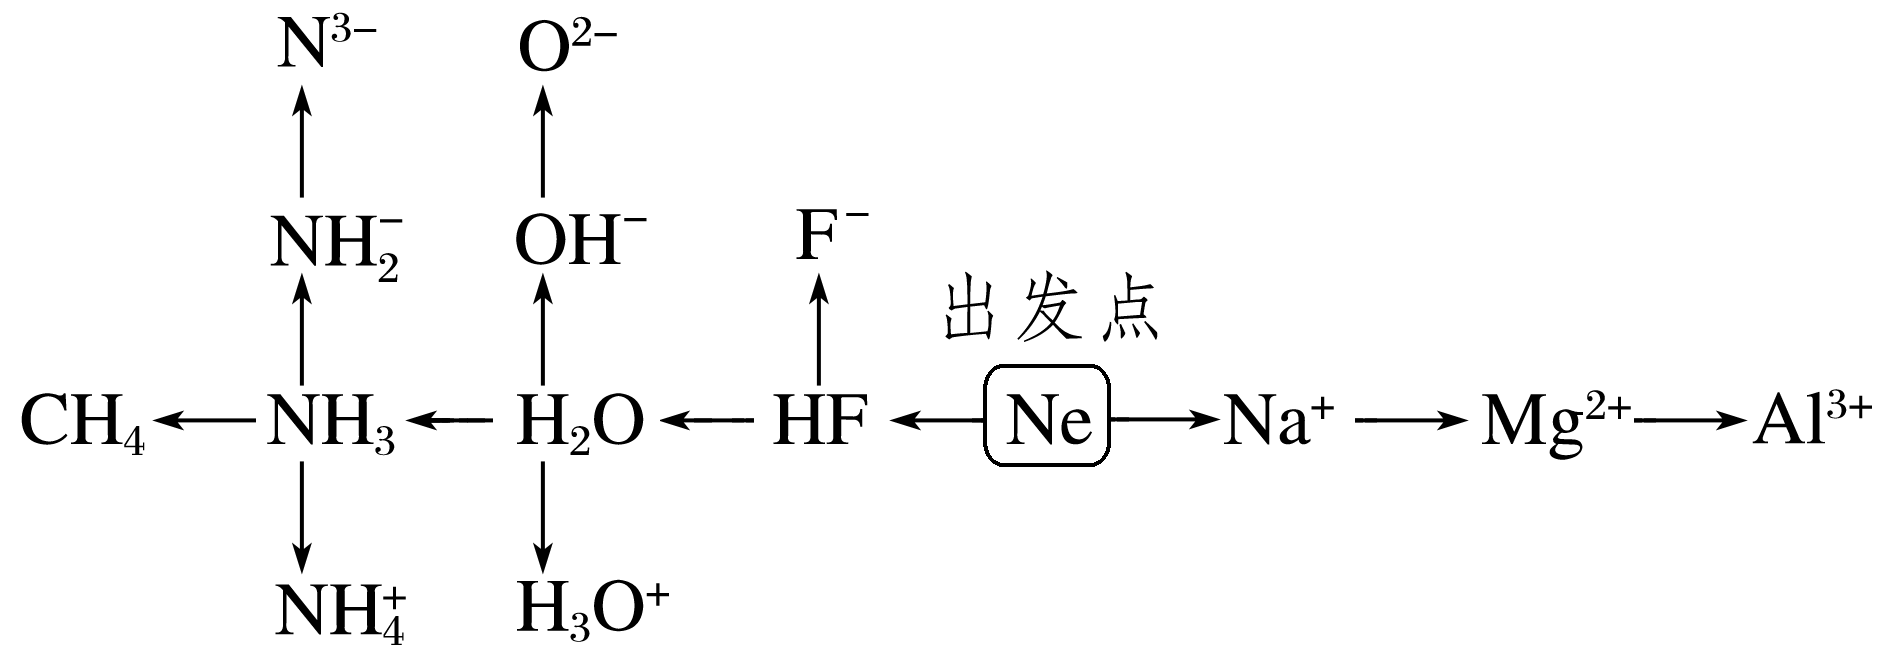 N³⁻ O²⁻
NH₂⁻ OH⁻ F⁻
出发点
CH₄ NH₃ H₂O HF Ne Na⁺ Mg²⁺ Al³⁺
NH₄⁺ H₃O⁺